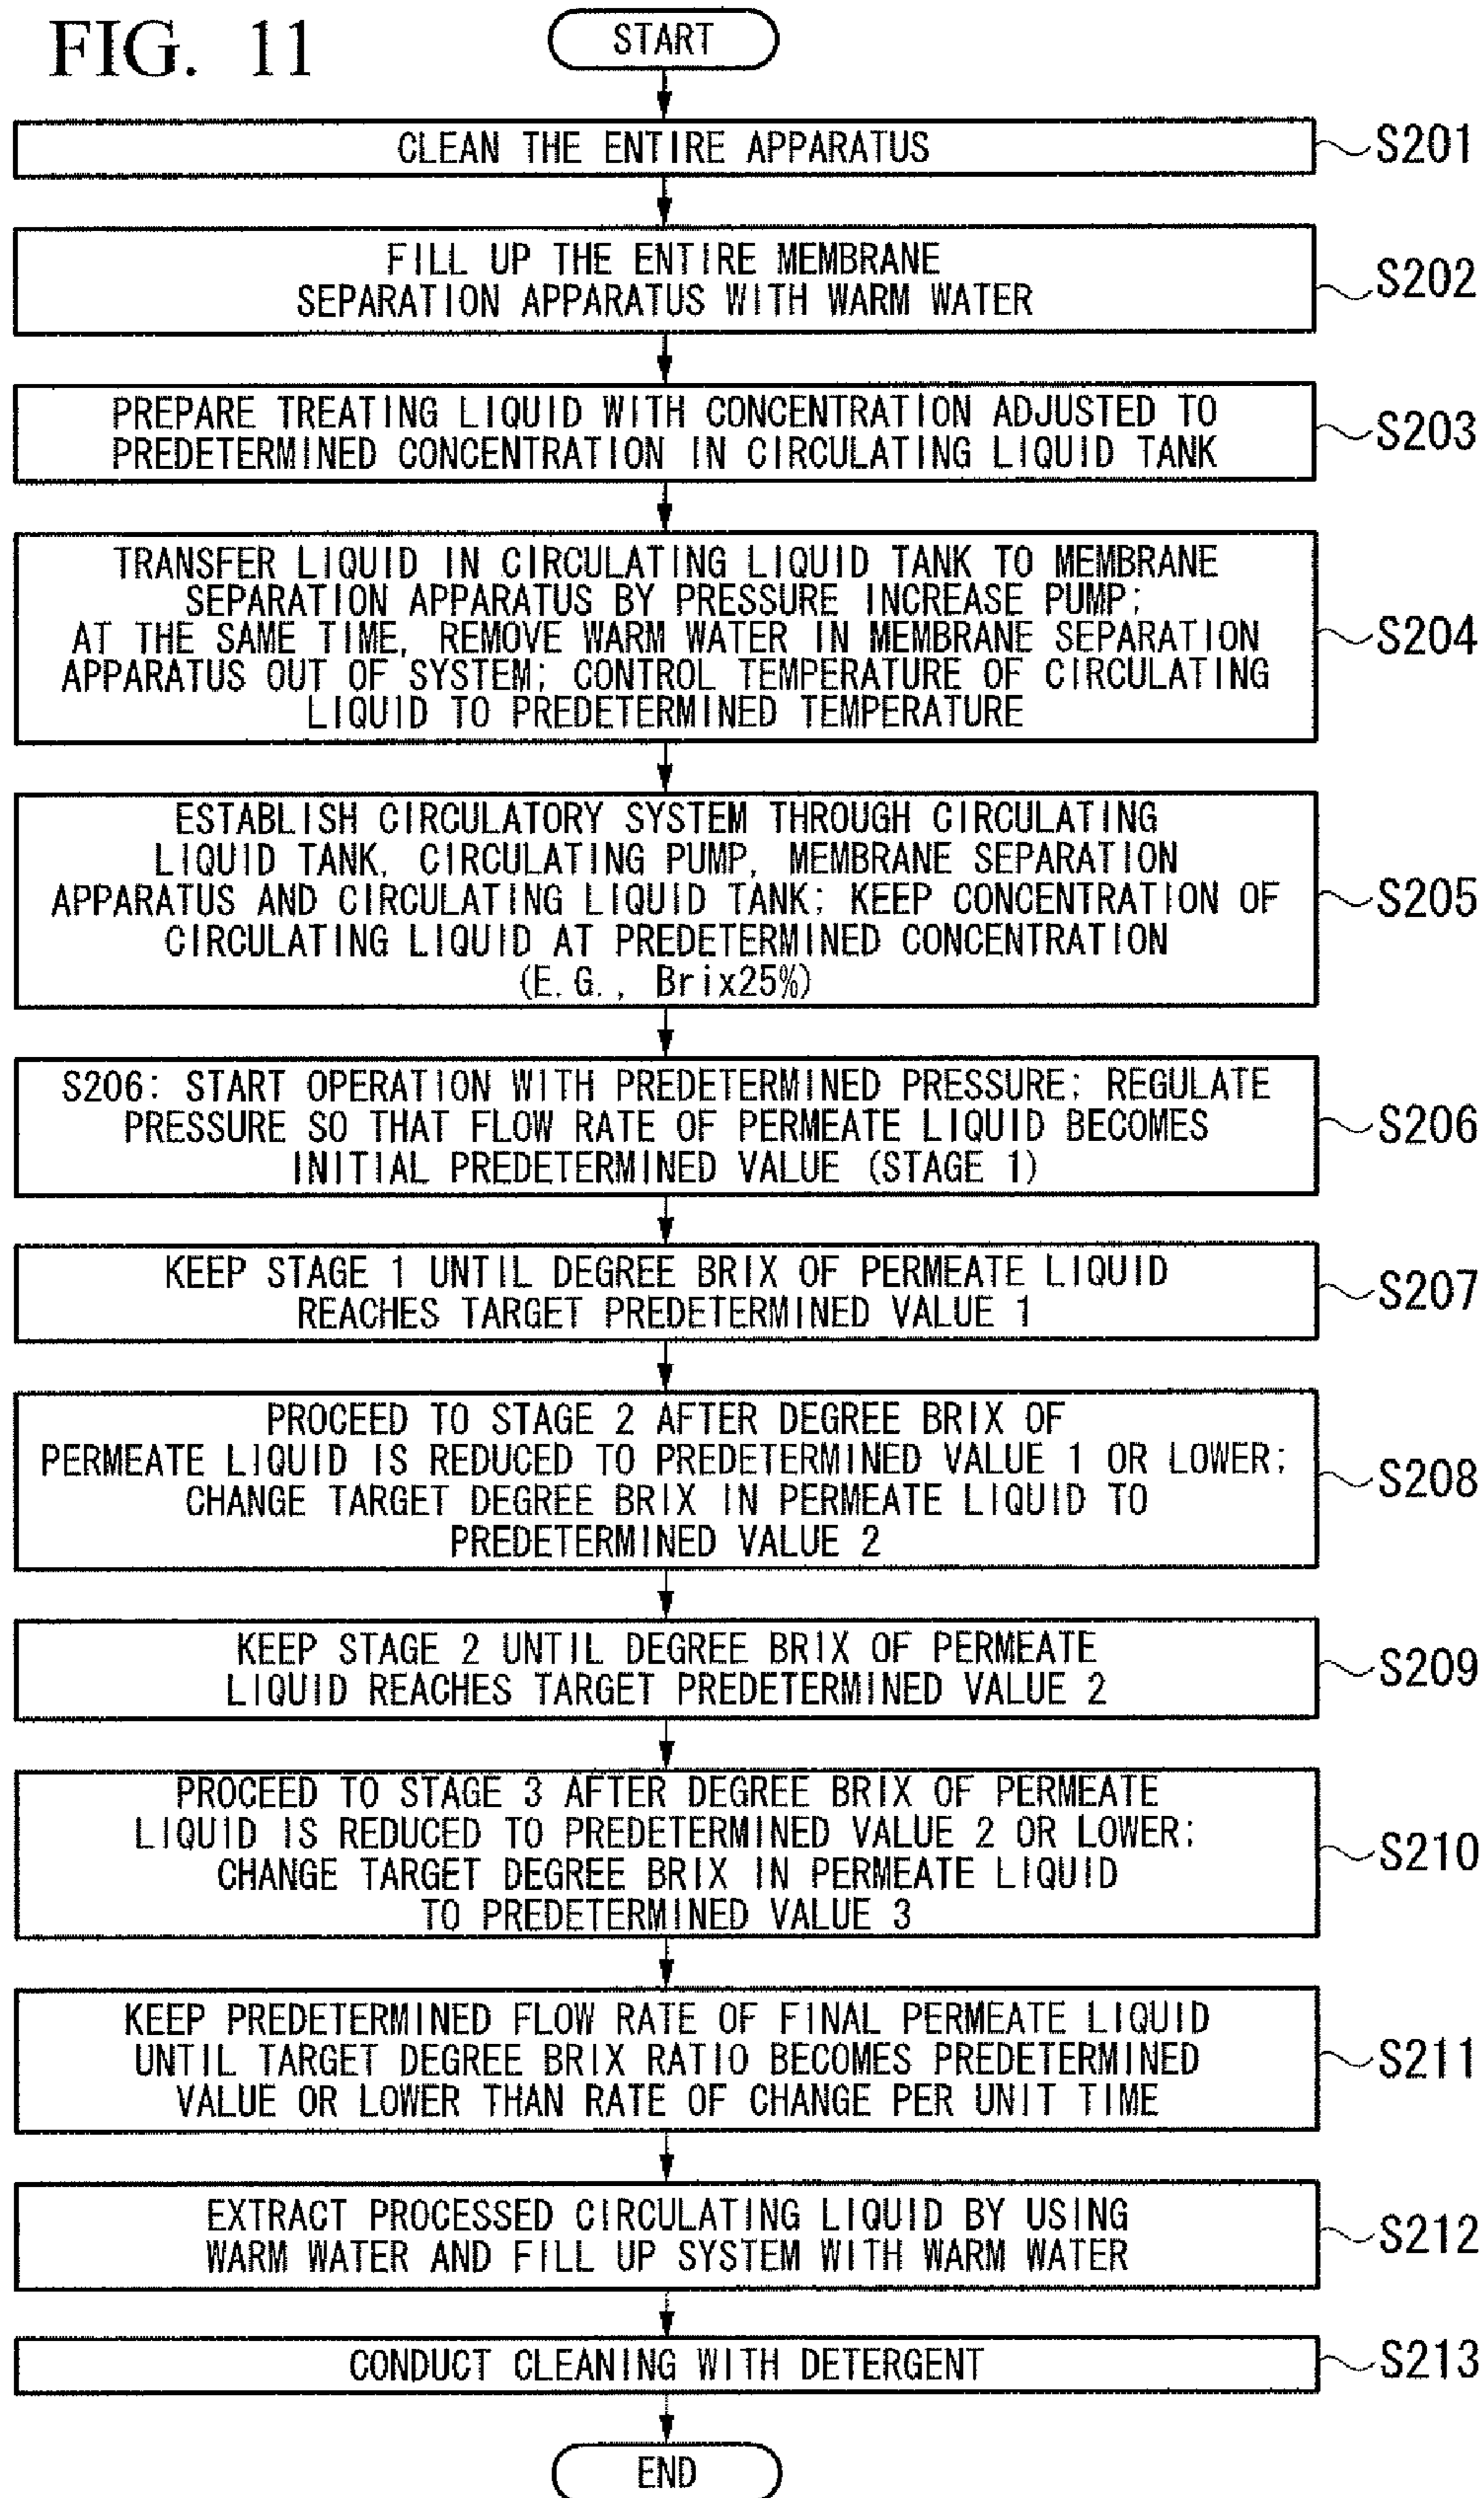 FIG. 11
START
CLEAN THE ENTIRE APPARATUS
S201
FILL UP THE ENTIRE MEMBRANE
SEPARATION APPARATUS WITH WARM WATER
S202
PREPARE TREATING LIQUID WITH CONCENTRATION ADJUSTED TO
PREDETERMINED CONCENTRATION IN CIRCULATING LIQUID TANK
S203
TRANSFER LIQUID IN CIRCULATING LIQUID TANK TO MEMBRANE
SEPARATION APPARATUS BY PRESSURE INCREASE PUMP;
AT THE SAME TIME, REMOVE WARM WATER IN MEMBRANE SEPARATION
APPARATUS OUT OF SYSTEM; CONTROL TEMPERATURE OF CIRCULATING
LIQUID TO PREDETERMINED TEMPERATURE
S204
ESTABLISH CIRCULATORY SYSTEM THROUGH CIRCULATING
LIQUID TANK, CIRCULATING PUMP, MEMBRANE SEPARATION
APPARATUS AND CIRCULATING LIQUID TANK; KEEP CONCENTRATION OF
CIRCULATING LIQUID AT PREDETERMINED CONCENTRATION
(E.G., Brix25%)
S205
S206: START OPERATION WITH PREDETERMINED PRESSURE; REGULATE
PRESSURE SO THAT FLOW RATE OF PERMEATE LIQUID BECOMES
INITIAL PREDETERMINED VALUE (STAGE 1)
S206
KEEP STAGE 1 UNTIL DEGREE BRIX OF PERMEATE LIQUID
REACHES TARGET PREDETERMINED VALUE 1
S207
PROCEED TO STAGE 2 AFTER DEGREE BRIX OF
PERMEATE LIQUID IS REDUCED TO PREDETERMINED VALUE 1 OR LOWER;
CHANGE TARGET DEGREE BRIX IN PERMEATE LIQUID TO
PREDETERMINED VALUE 2
S208
KEEP STAGE 2 UNTIL DEGREE BRIX OF PERMEATE
LIQUID REACHES TARGET PREDETERMINED VALUE 2
S209
PROCEED TO STAGE 3 AFTER DEGREE BRIX OF PERMEATE
LIQUID IS REDUCED TO PREDETERMINED VALUE 2 OR LOWER;
CHANGE TARGET DEGREE BRIX IN PERMEATE LIQUID
TO PREDETERMINED VALUE 3
S210
KEEP PREDETERMINED FLOW RATE OF FINAL PERMEATE LIQUID
UNTIL TARGET DEGREE BRIX RATIO BECOMES PREDETERMINED
VALUE OR LOWER THAN RATE OF CHANGE PER UNIT TIME
S211
EXTRACT PROCESSED CIRCULATING LIQUID BY USING
WARM WATER AND FILL UP SYSTEM WITH WARM WATER
S212
CONDUCT CLEANING WITH DETERGENT
S213
END